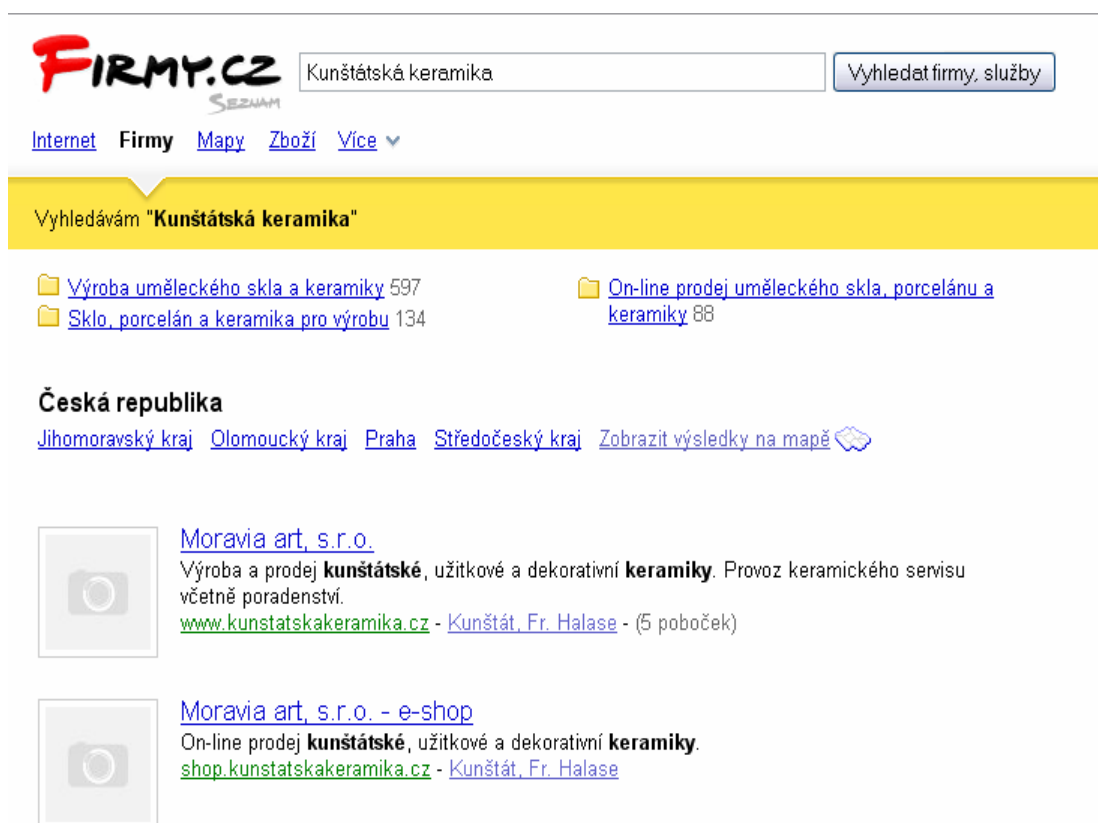 FIRMY.CZ
SEZNAM
Kunštátská keramika
Vyhledat firmy, služby
Internet Firmy Mapy Zboží Více
Vyhledávám "Kunštátská keramika"
Výroba uměleckého skla a keramiky 597
Sklo, porcelán a keramika pro výrobu 134
On-line prodej uměleckého skla, porcelánu a
keramiky 88
Česká republika
Jihomoravský kraj Olomoucký kraj Praha Středočeský kraj Zobrazit výsledky na mapě
Moravia art, s.r.o.
Výroba a prodej kunštátské, užitkové a dekorativní keramiky. Provoz keramického servisu
včetně poradenství.
www.kunstatskakeramika.cz - Kunštát, Fr. Halase - (5 poboček)
Moravia art, s.r.o. - e-shop
On-line prodej kunštátské, užitkové a dekorativní keramiky.
shop.kunstatskakeramika.cz - Kunštát, Fr. Halase